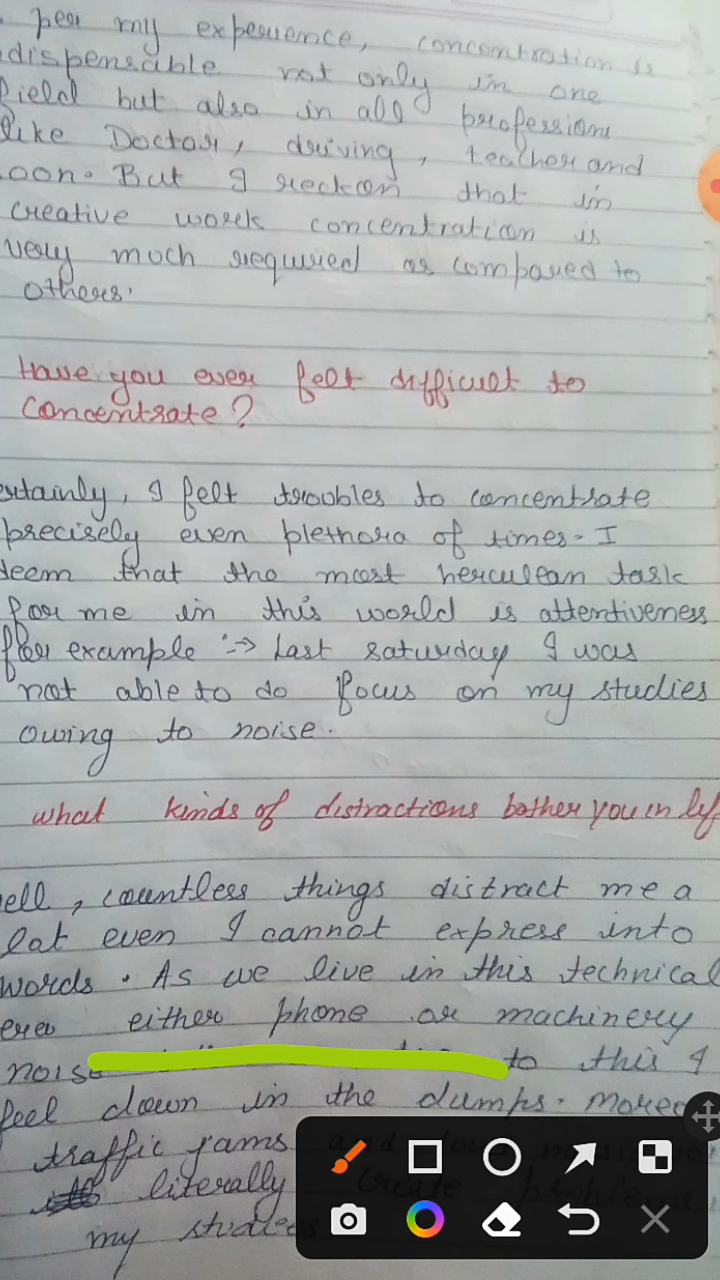 per my experience, concentration is
dispensable not only in one
field but also in all professions
like Doctor, driving, teacher and
soon. But I reckon that in
creative work concentration is
very much required as compared to
others.
Have you ever felt difficult to
concentrate?
ertainly, I felt troubles to concentrate
precisely even plethora of times. I
deem that the most herculean task
for me in this world is attentiveness
for example :-> Last saturday I was
not able to do focus on my studies
owing to noise.
what kinds of distractions bother you in lif
ell, countless things distract me a
lot even I cannot express into
words. As we live in this technical
era either phone or machinery
noise to this I
feel down in the dumps. Moreo
traffic jams
literally create
my studies